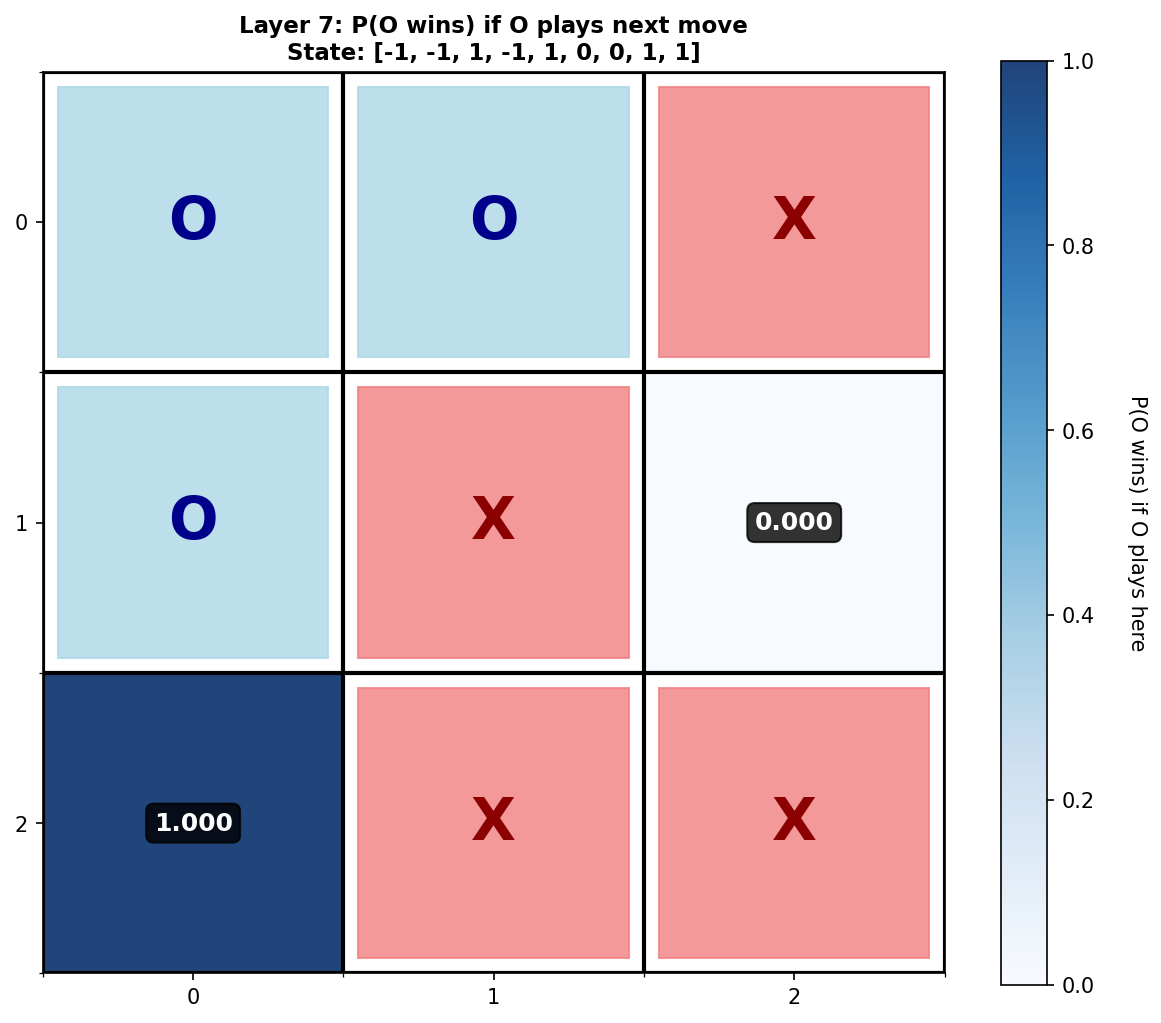 Layer 7: P(O wins) if O plays next move
State: [-1, -1, 1, -1, 1, 0, 0, 1, 1]
0
O
O
X
1
O
X
0.000
2
1.000
X
X
0
1
2
1.0
0.8
0.6
0.4
0.2
0.0
P(O wins) if O plays here